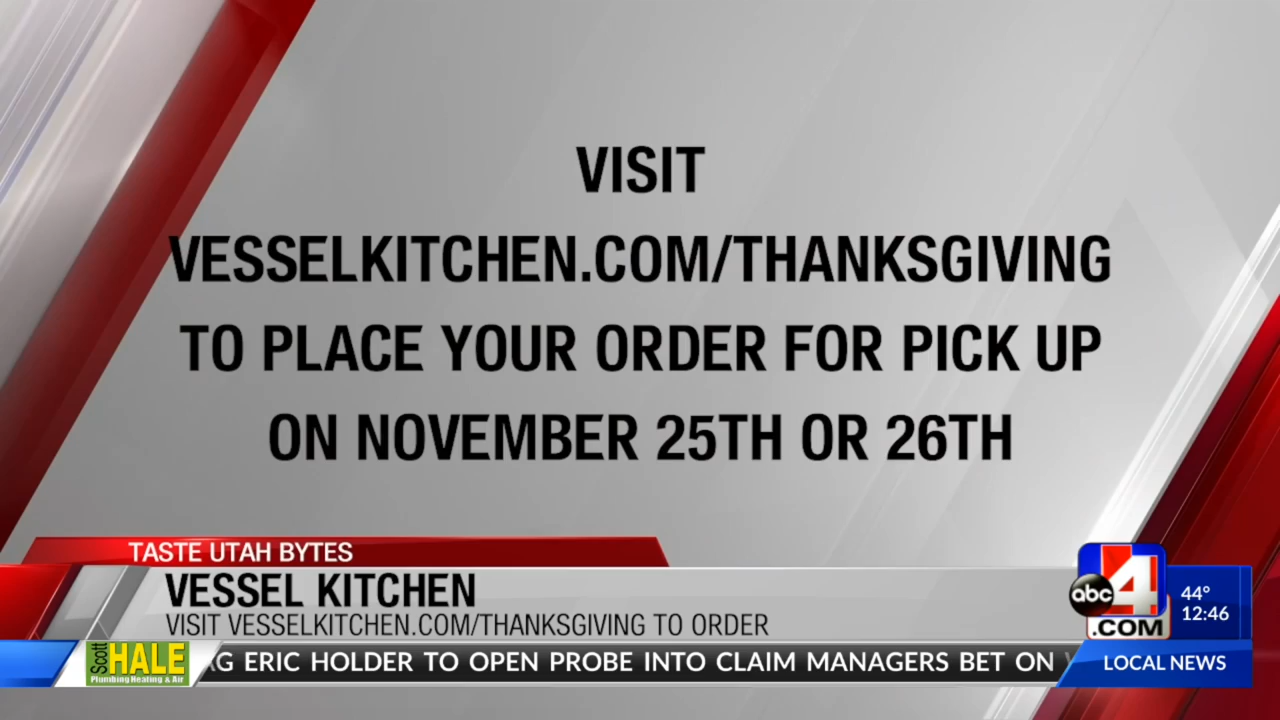 VISIT
VESSELKITCHEN.COM/THANKSGIVING
TO PLACE YOUR ORDER FOR PICK UP
ON NOVEMBER 25TH OR 26TH
TASTE UTAH BYTES
VESSEL KITCHEN
VISIT VESSELKITCHEN.COM/THANKSGIVING TO ORDER
abc 4 .COM
44°
12:46
Scott HALE
Plumbing Heating & Air
AG ERIC HOLDER TO OPEN PROBE INTO CLAIM MANAGERS BET ON
LOCAL NEWS